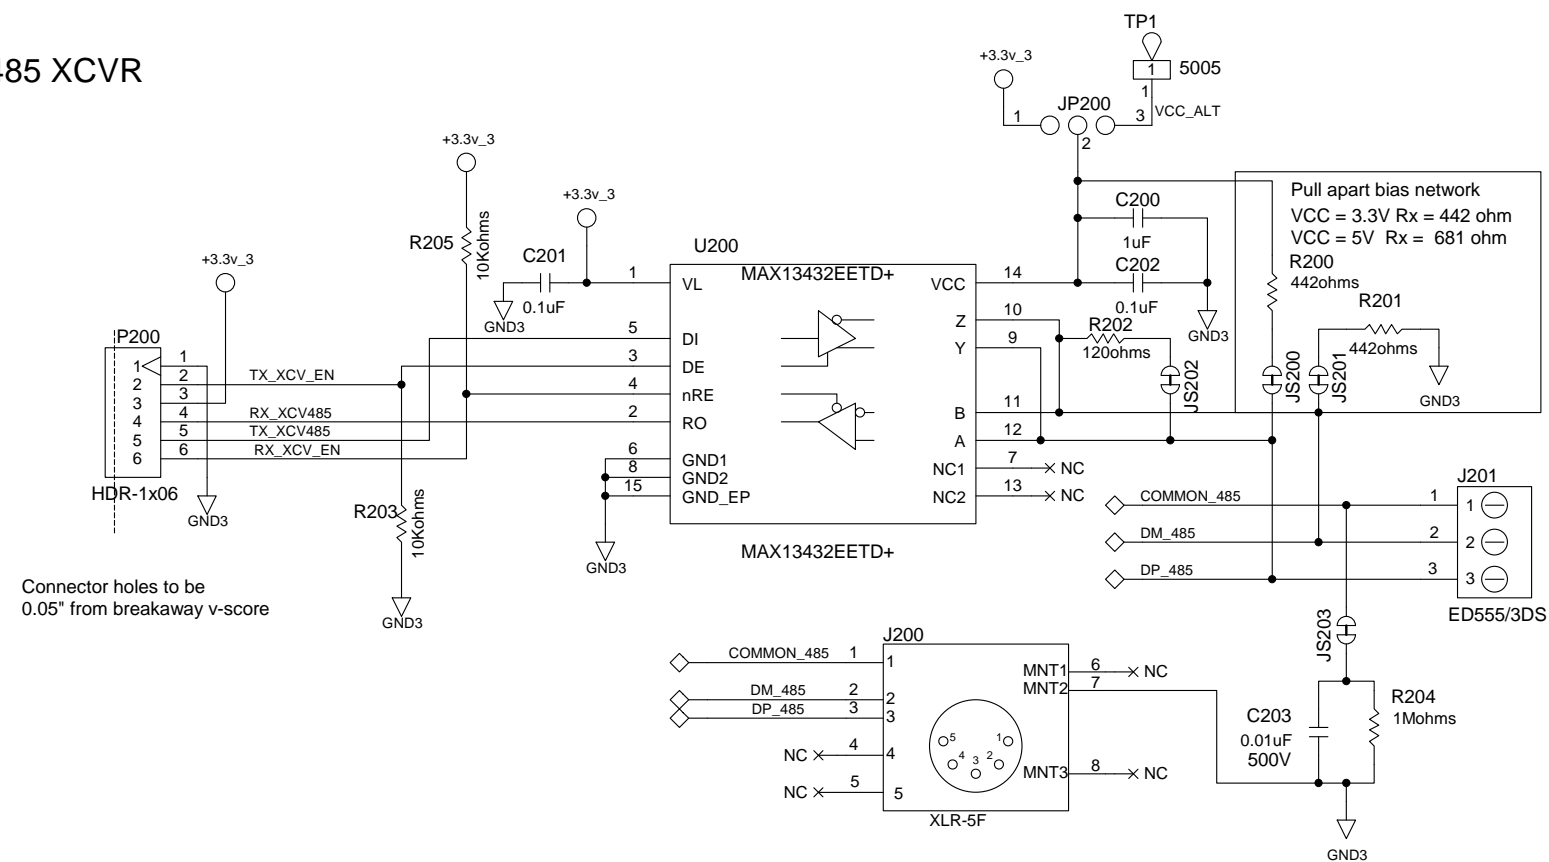 485 XCVR
TP1
+3.3v_3
1
5005
1
JP200
1
3
VCC_ALT
2
+3.3v_3
+3.3v_3
R205
10Kohms
C201
0.1uF
GND3
+3.3v_3
U200
MAX13432EETD+
1
VL
5
DI
3
DE
4
nRE
2
RO
6
GND1
8
GND2
15
GND_EP
VCC
14
Z
10
Y
9
B
11
A
12
NC1
7
NC
NC2
13
NC
MAX13432EETD+
GND3
C200
1uF
C202
0.1uF
GND3
R202
120ohms
JS202
Pull apart bias network
VCC = 3.3V Rx = 442 ohm
VCC = 5V Rx = 681 ohm
R200
442ohms
R201
442ohms
JS200
JS201
GND3
P200
1
1
2
2
TX_XCV_EN
3
3
4
4
RX_XCV485
5
5
TX_XCV485
6
6
RX_XCV_EN
HDR-1x06
GND3
R203
10Kohms
GND3
Connector holes to be
0.05" from breakaway v-score
J201
COMMON_485
1
1
DM_485
2
2
DP_485
3
3
ED555/3DS
JS203
J200
COMMON_485
1
1
DM_485
2
2
DP_485
3
3
NC
4
4
NC
5
5
MNT1
6
NC
MNT2
7
MNT3
8
NC
5
1
4
3
2
XLR-5F
C203
0.01uF
500V
R204
1Mohms
GND3